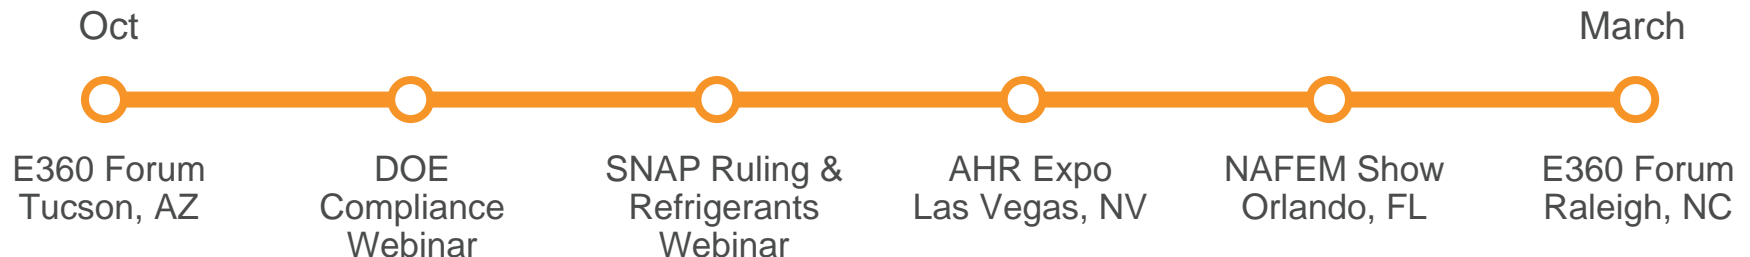 Oct
March
E360 Forum
Tucson, AZ
DOE
Compliance
Webinar
SNAP Ruling &
Refrigerants
Webinar
AHR Expo
Las Vegas, NV
NAFEM Show
Orlando, FL
E360 Forum
Raleigh, NC